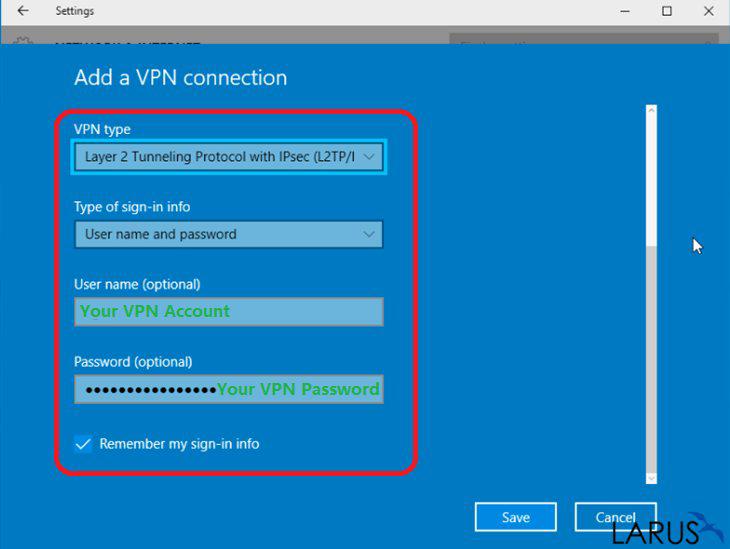 Settings
NETWORK & INTERNET
Add a VPN connection
VPN type
Layer 2 Tunneling Protocol with IPsec (L2TP/I
Type of sign-in info
User name and password
User name (optional)
Your VPN Account
Password (optional)
••••••••••••••••Your VPN Password
Remember my sign-in info
Save
Cancel
LARUS